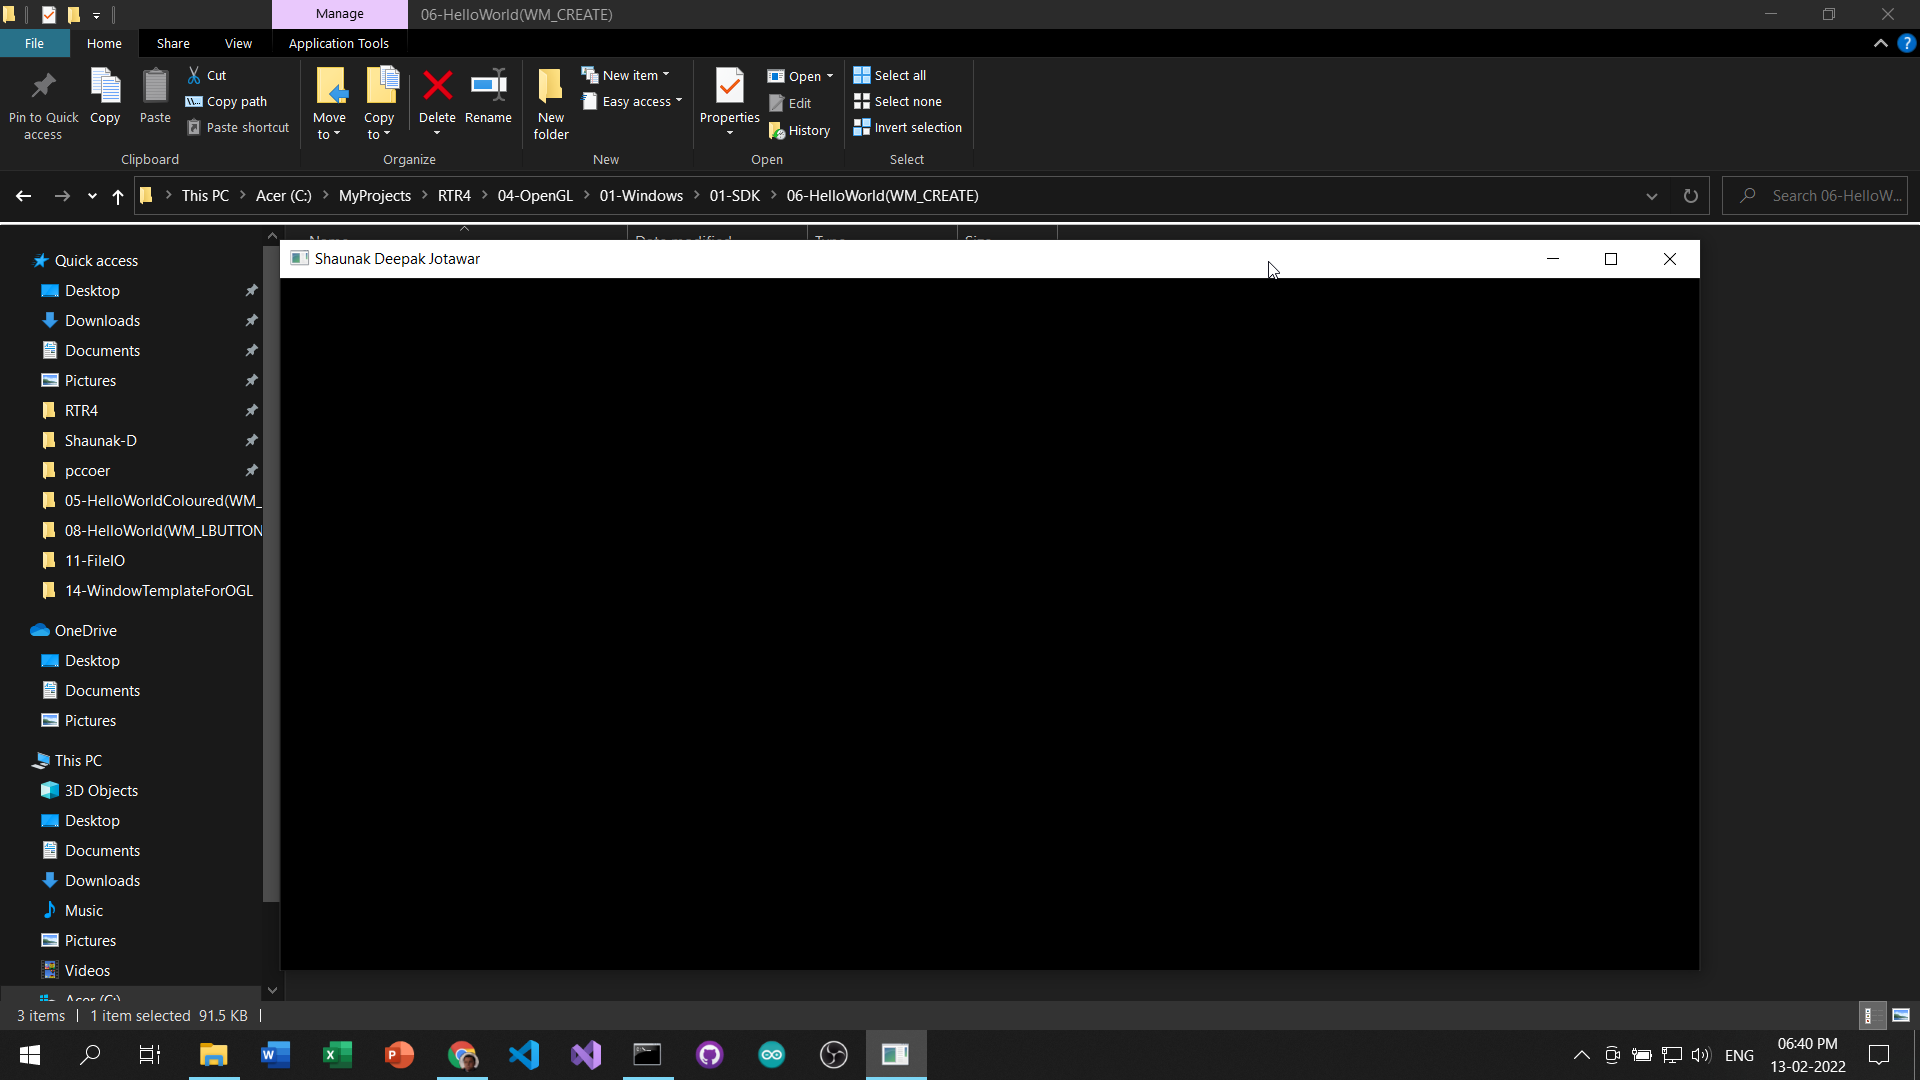 Manage
06-HelloWorld(WM_CREATE)
File
Home
Share
View
Application Tools
Pin to Quick
access
Copy
Paste
Cut
Copy path
Paste shortcut
Clipboard
Move
to
Copy
to
Delete
Rename
Organize
New
folder
New item
Easy access
New
Properties
Open
Edit
History
Open
Select all
Select none
Invert selection
Select
This PC
Acer (C:)
MyProjects
RTR4
04-OpenGL
01-Windows
01-SDK
06-HelloWorld(WM_CREATE)
Search 06-HelloW...
Name
Date modified
Type
Size
Shaunak Deepak Jotawar
Quick access
Desktop
Downloads
Documents
Pictures
RTR4
Shaunak-D
pccoer
05-HelloWorldColoured(WM_
08-HelloWorld(WM_LBUTTON
11-FileIO
14-WindowTemplateForOGL
OneDrive
Desktop
Documents
Pictures
This PC
3D Objects
Desktop
Documents
Downloads
Music
Pictures
Videos
Acer (C:)
3 items
1 item selected 91.5 KB
ENG
06:40 PM
13-02-2022